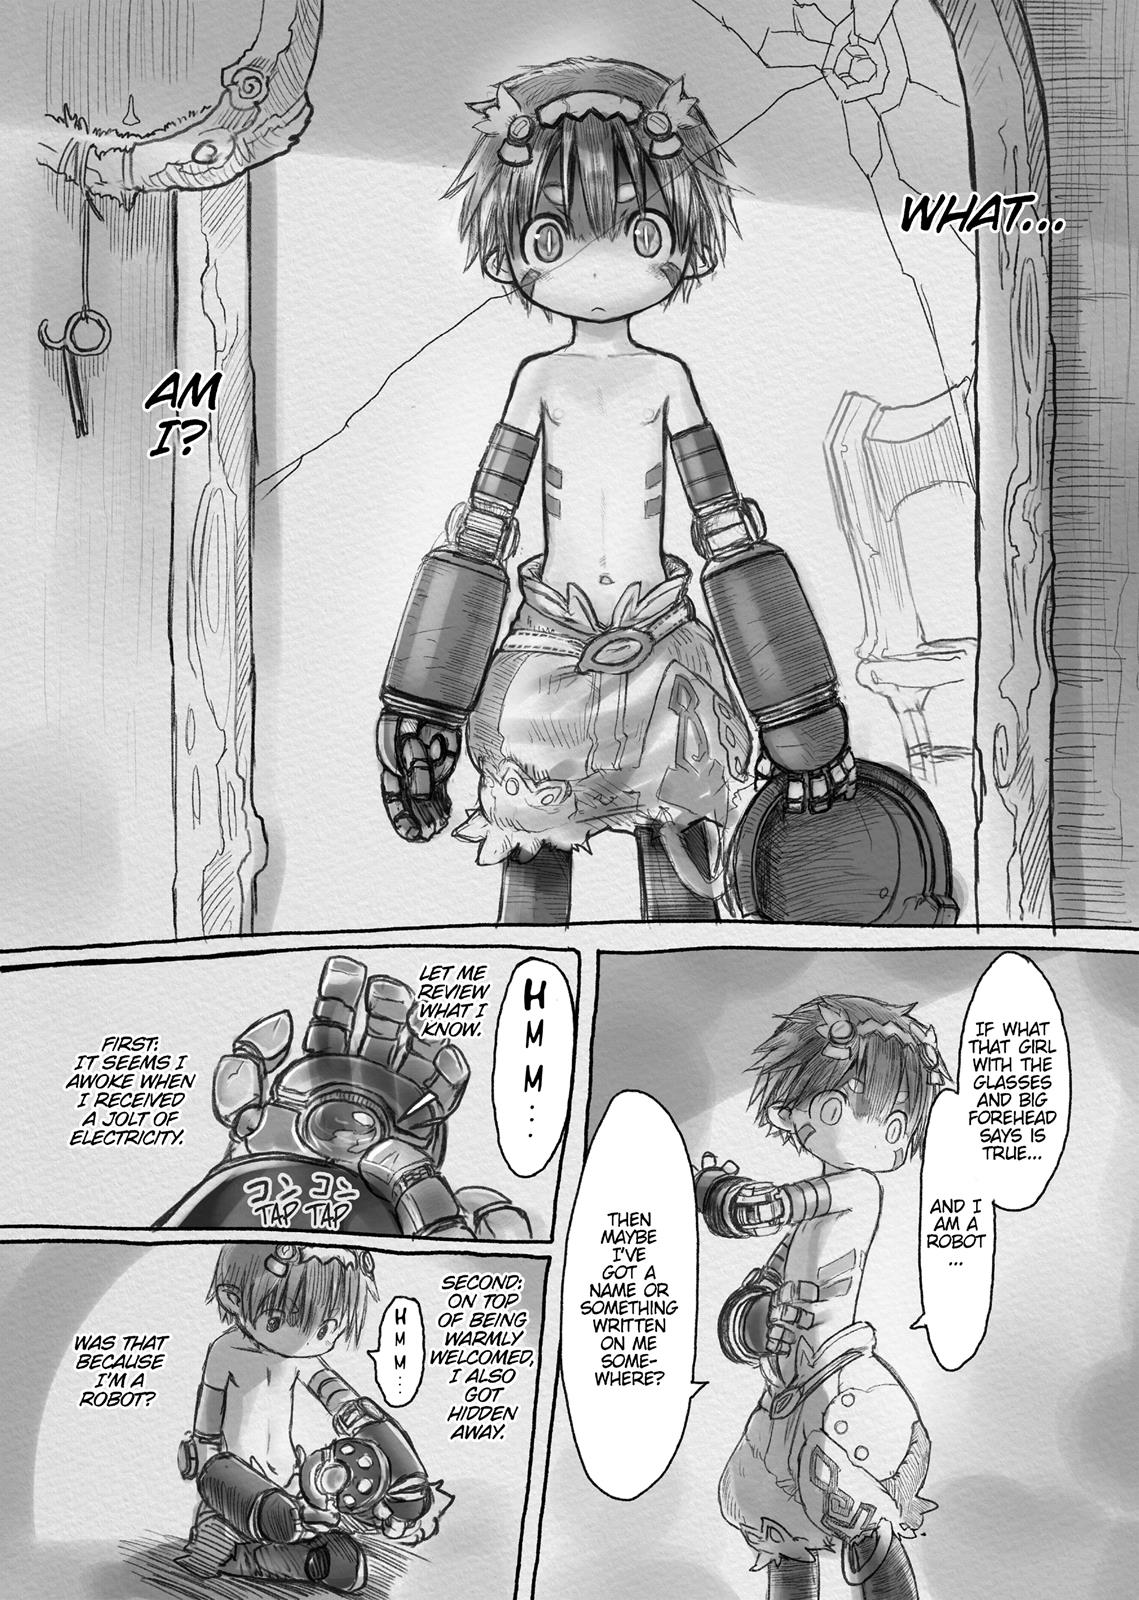 WHAT...
AM
I?
IF WHAT
THAT GIRL
WITH THE
GLASSES
AND BIG
FOREHEAD
SAYS IS
TRUE...
AND I
AM A
ROBOT
...
THEN
MAYBE
I'VE
GOT A
NAME OR
SOMETHING
WRITTEN
ON ME
SOME-
WHERE?
HMM...
LET ME
REVIEW
WHAT I
KNOW.
FIRST:
IT SEEMS I
AWOKE WHEN
I RECEIVED
A JOLT OF
ELECTRICITY.
コン コン
TAP TAP
SECOND:
ON TOP
OF BEING
WARMLY
WELCOMED,
I ALSO
GOT
HIDDEN
AWAY.
HMM...
WAS THAT
BECAUSE
I'M A
ROBOT?